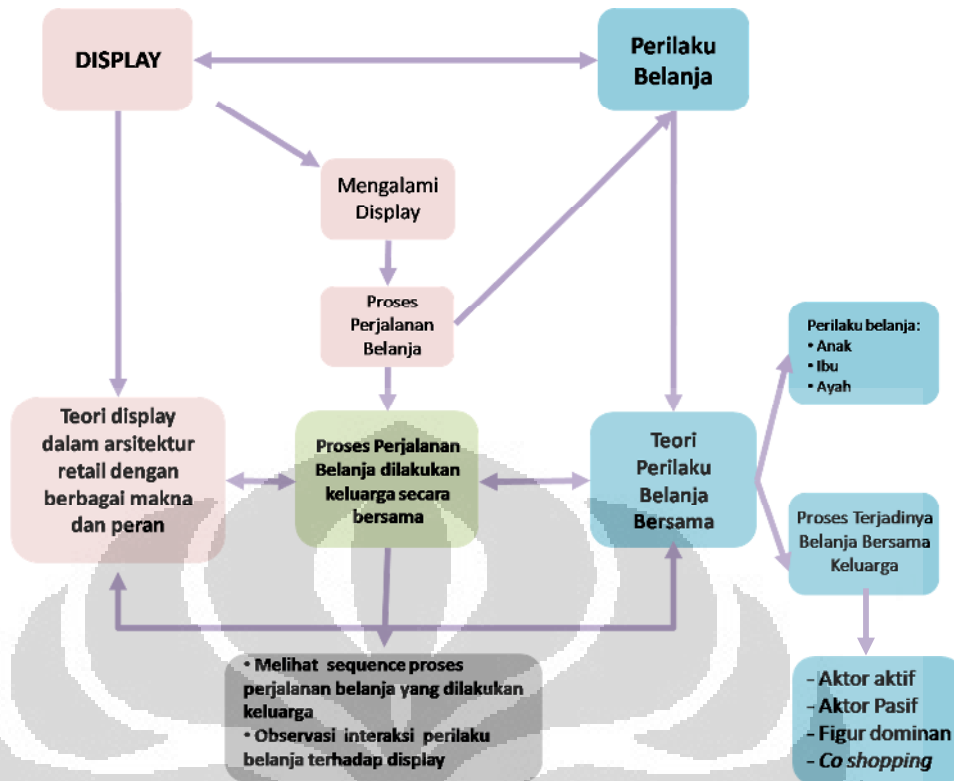 DISPLAY
Perilaku
Belanja
Mengalami
Display
Proses
Perjalanan
Belanja
Perilaku belanja:
• Anak
• Ibu
• Ayah
Teori display
dalam arsitektur
retail dengan
berbagai makna
dan peran
Proses Perjalanan
Belanja dilakukan
keluarga secara
bersama
Teori
Perilaku
Belanja
Bersama
Proses Terjadinya
Belanja Bersama
Keluarga
• Melihat sequence proses
perjalanan belanja yang dilakukan
keluarga
• Observasi interaksi perilaku
belanja terhadap display
- Aktor aktif
- Aktor Pasif
- Figur dominan
- Co shopping